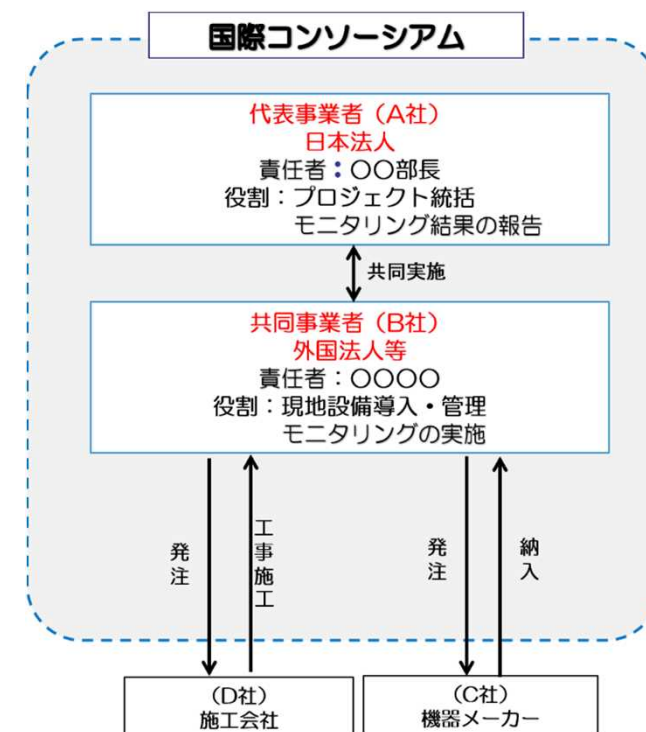 国際コンソーシアム
代表事業者（A社）
日本法人
責任者：〇〇部長
役割：プロジェクト統括
モニタリング結果の報告
共同実施
共同事業者（B社）
外国法人等
責任者：〇〇〇〇
役割：現地設備導入・管理
モニタリングの実施
発注
工事施工
発注
納入
（D社）
施工会社
（C社）
機器メーカー